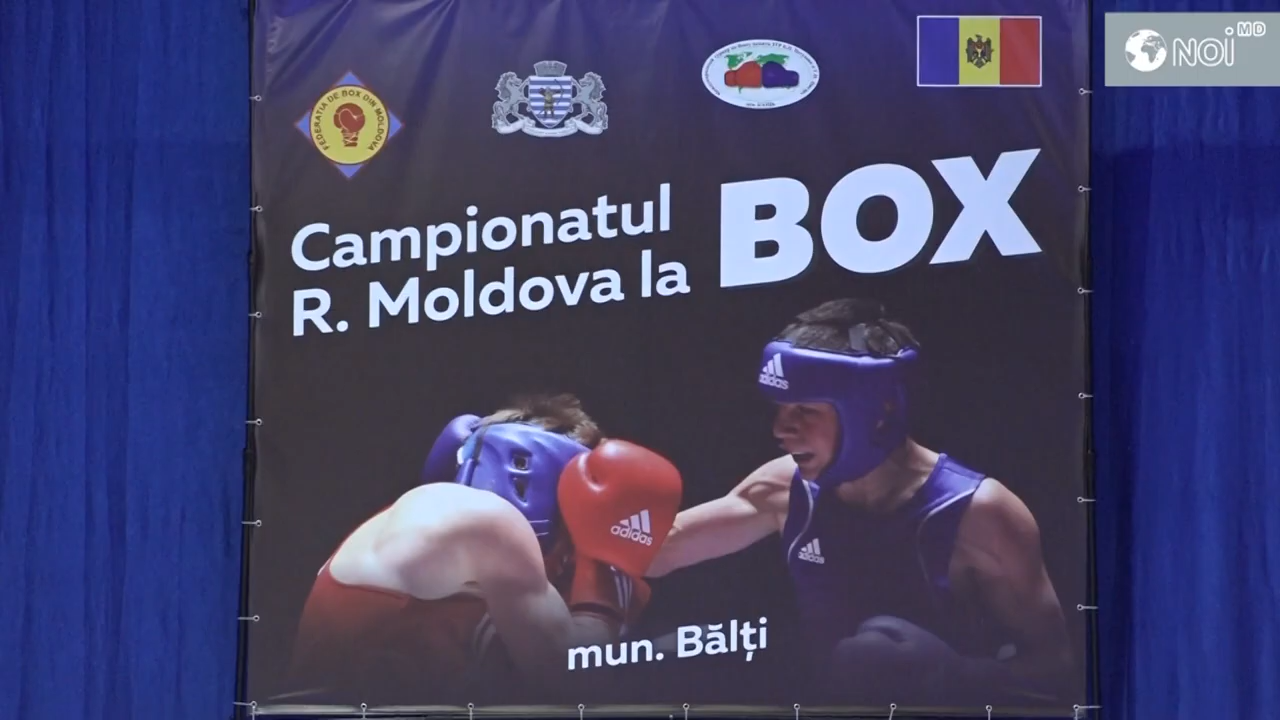 NOI MD
FEDERAȚIA DE BOX DIN MOLDOVA
Campionatul
R. Moldova la
BOX
adidas
adidas
adidas
mun. Bălți